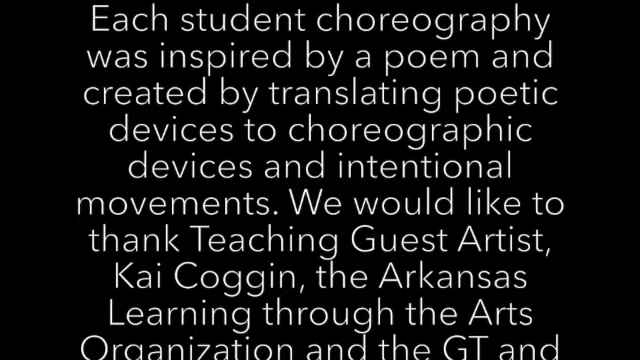 Each student choreography
was inspired by a poem and
created by translating poetic
devices to choreographic
devices and intentional
movements. We would like to
thank Teaching Guest Artist,
Kai Coggin, the Arkansas
Learning through the Arts
Organization and the GT and